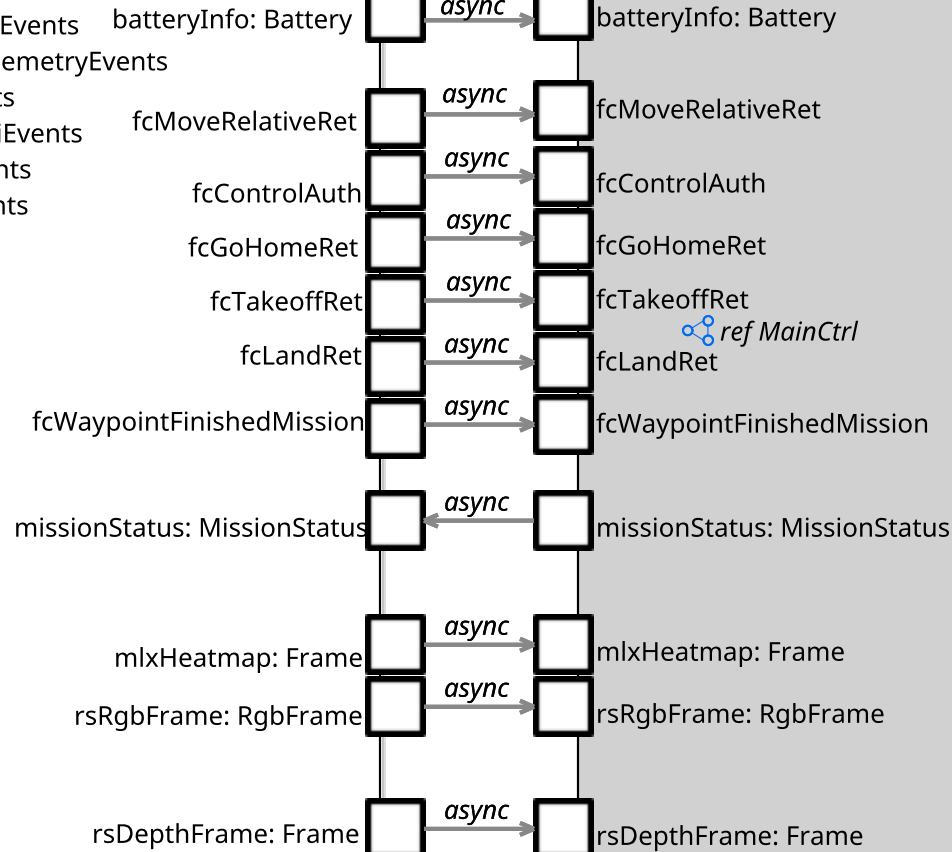 batteryInfo: Battery async batteryInfo: Battery
Events
emetryEvents
fcMoveRelativeRet async fcMoveRelativeRet
iEvents
fcControlAuth async fcControlAuth
fcGoHomeRet async fcGoHomeRet
fcTakeoffRet async fcTakeoffRet
ref MainCtrl
fcLandRet async fcLandRet
fcWaypointFinishedMission async fcWaypointFinishedMission
missionStatus: MissionStatus async missionStatus: MissionStatus
mlxHeatmap: Frame async mlxHeatmap: Frame
rsRgbFrame: RgbFrame async rsRgbFrame: RgbFrame
rsDepthFrame: Frame async rsDepthFrame: Frame